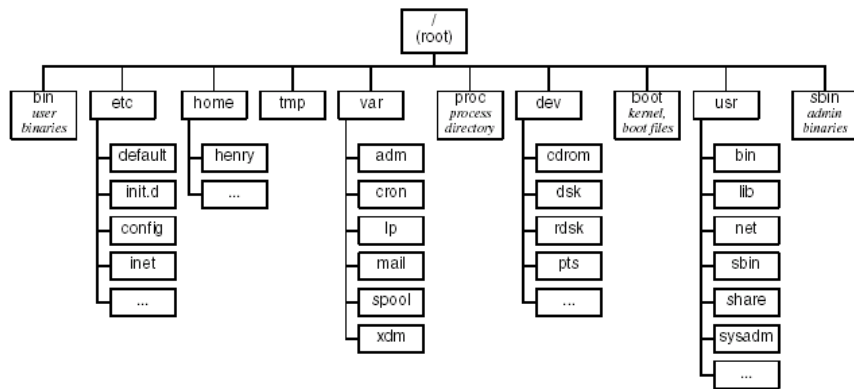 /
(root)
bin
user
binaries
etc
home
tmp
var
proc
process
directory
dev
boot
kernel,
boot files
usr
sbin
admin
binaries
default
init.d
config
inet
...
henry
...
adm
cron
lp
mail
spool
xdm
cdrom
dsk
rdsk
pts
...
bin
lib
net
sbin
share
sysadm
...